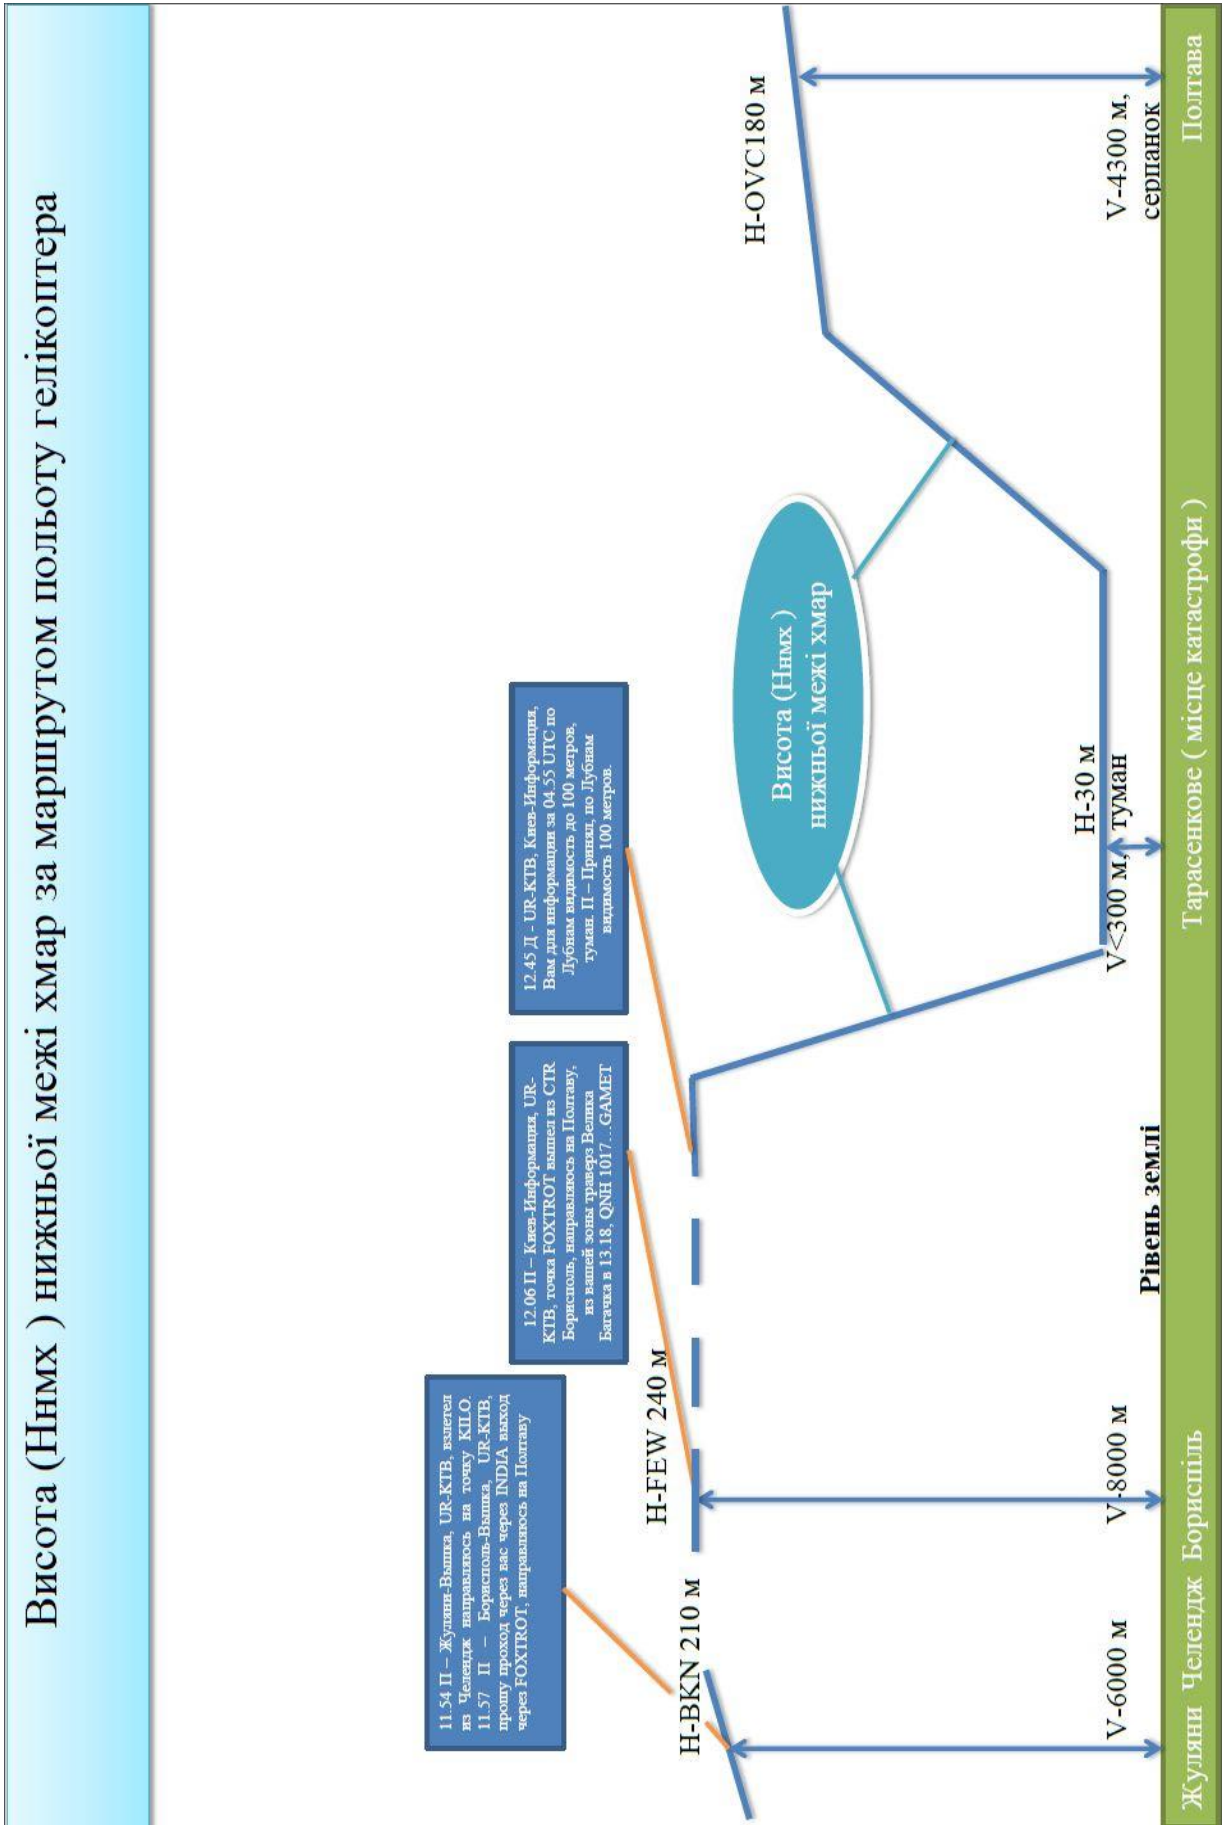 Висота (Ннмх ) нижньої межі хмар за маршрутом польоту гелікоптера
11.54 П – Жуляни-Вышка, UR-KTB, взлетел
из Челендж направляюсь на точку KILO.
11.57 П – Борисполь-Вышка, UR-KTB,
прошу проход через вас через INDIA выход
через FOXTROT, направляюсь на Полтаву
12.06 П – Киев-Информация, UR-
KTB, точка FOXTROT вышел из CTR
Борисполь, направляюсь на Полтаву,
из вашей зоны траверз Велика
Багачка в 13.18, QNH 1017…GAMET
12.45 Д - UR-KTB, Киев-Информация,
Вам для информации за 04.55 UTC по
Лубнам видимость до 100 метров,
туман. П – Принял, по Лубнам
видимость 100 метров.
Н-BKN 210 м
Н-FEW 240 м
Висота (Ннмх )
нижньої межі хмар
Н-OVC180 м
Н-30 м
V-6000 м
V-8000 м
V<300 м, туман
V-4300 м,
серпанок
Рівень землі
Жуляни Челендж Бориспіль
Тарасенкове ( місце катастрофи )
Полтава